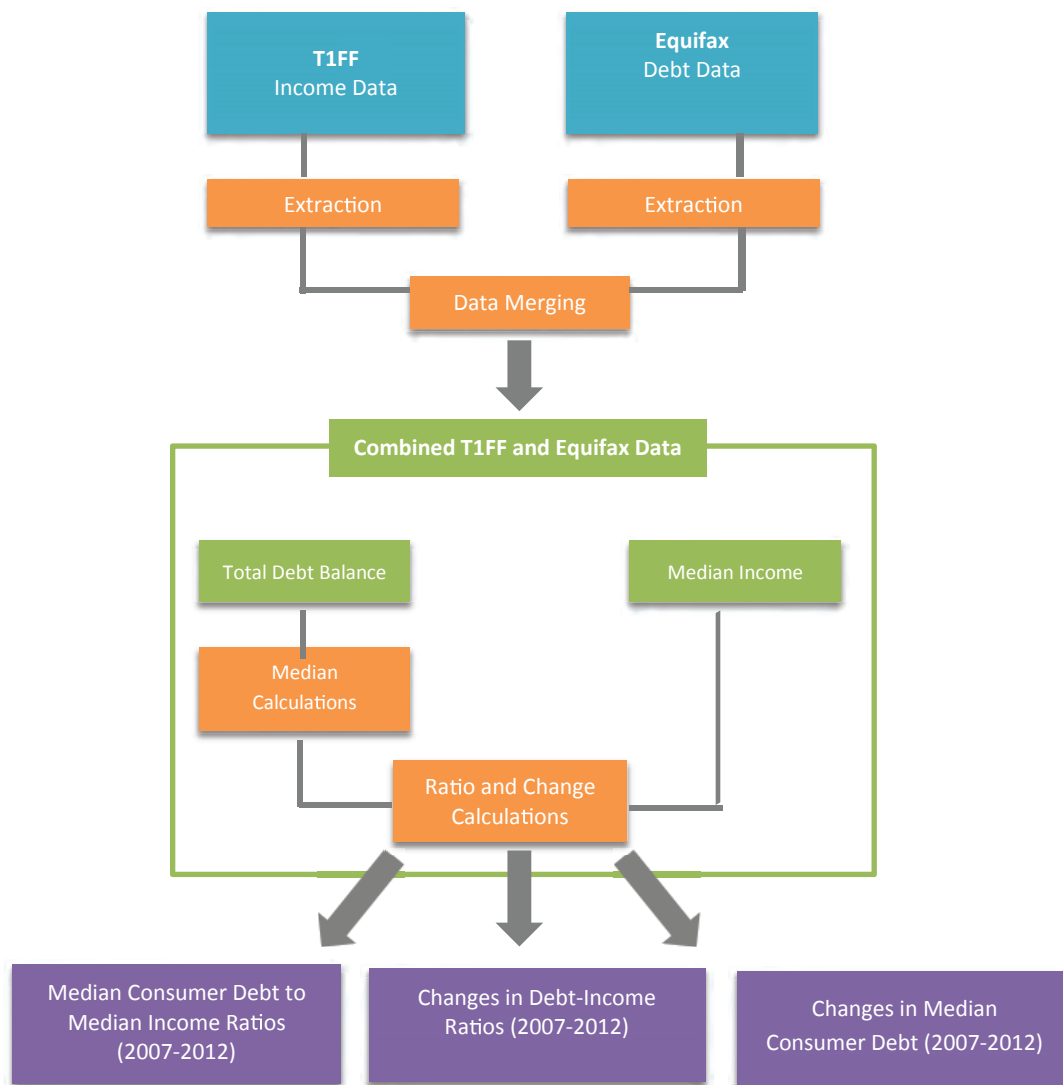 T1FF
Income Data
Equifax
Debt Data
Extraction
Extraction
Data Merging
Combined T1FF and Equifax Data
Total Debt Balance
Median Income
Median
Calculations
Ratio and Change
Calculations
Median Consumer Debt to
Median Income Ratios
(2007-2012)
Changes in Debt-Income
Ratios (2007-2012)
Changes in Median
Consumer Debt (2007-2012)